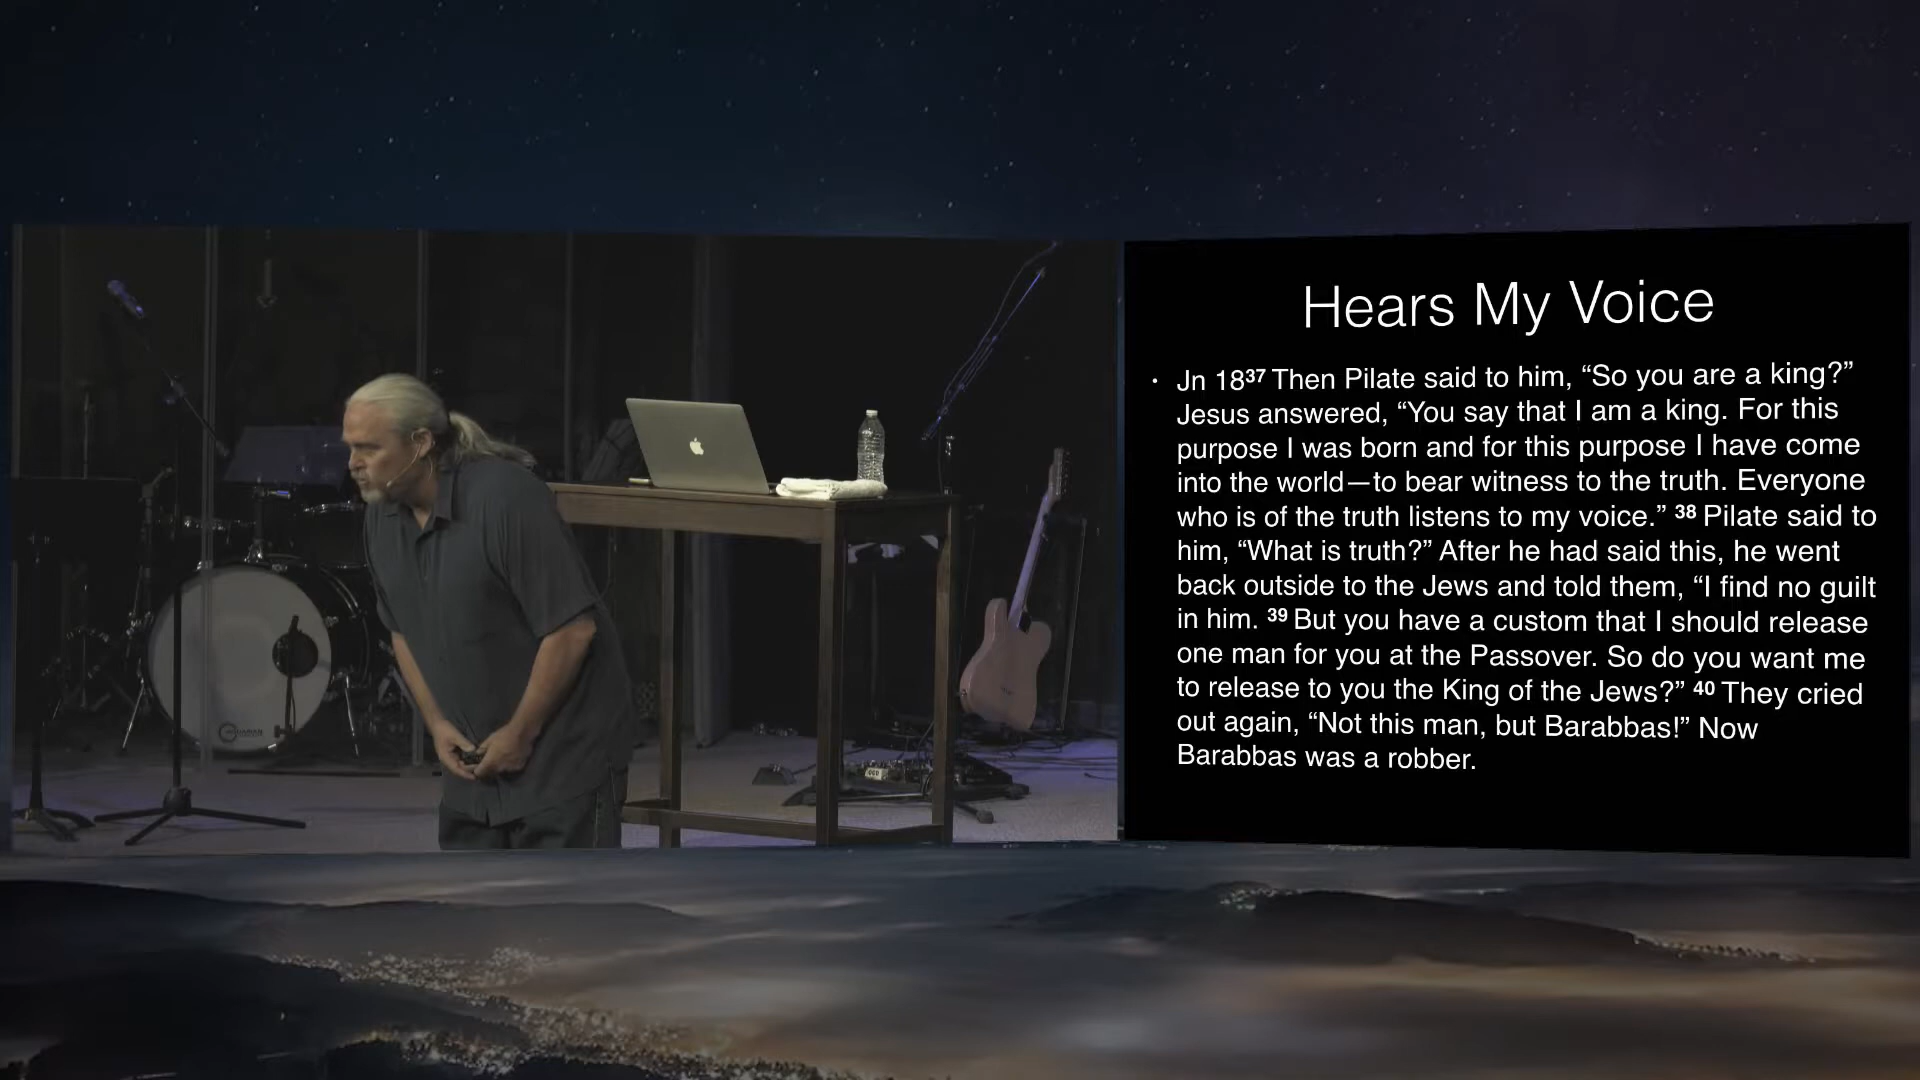 Hears My Voice
• Jn 18³⁷ Then Pilate said to him, “So you are a king?”
Jesus answered, “You say that I am a king. For this
purpose I was born and for this purpose I have come
into the world—to bear witness to the truth. Everyone
who is of the truth listens to my voice.” ³⁸ Pilate said to
him, “What is truth?” After he had said this, he went
back outside to the Jews and told them, “I find no guilt
in him. ³⁹ But you have a custom that I should release
one man for you at the Passover. So do you want me
to release to you the King of the Jews?” ⁴⁰ They cried
out again, “Not this man, but Barabbas!” Now
Barabbas was a robber.